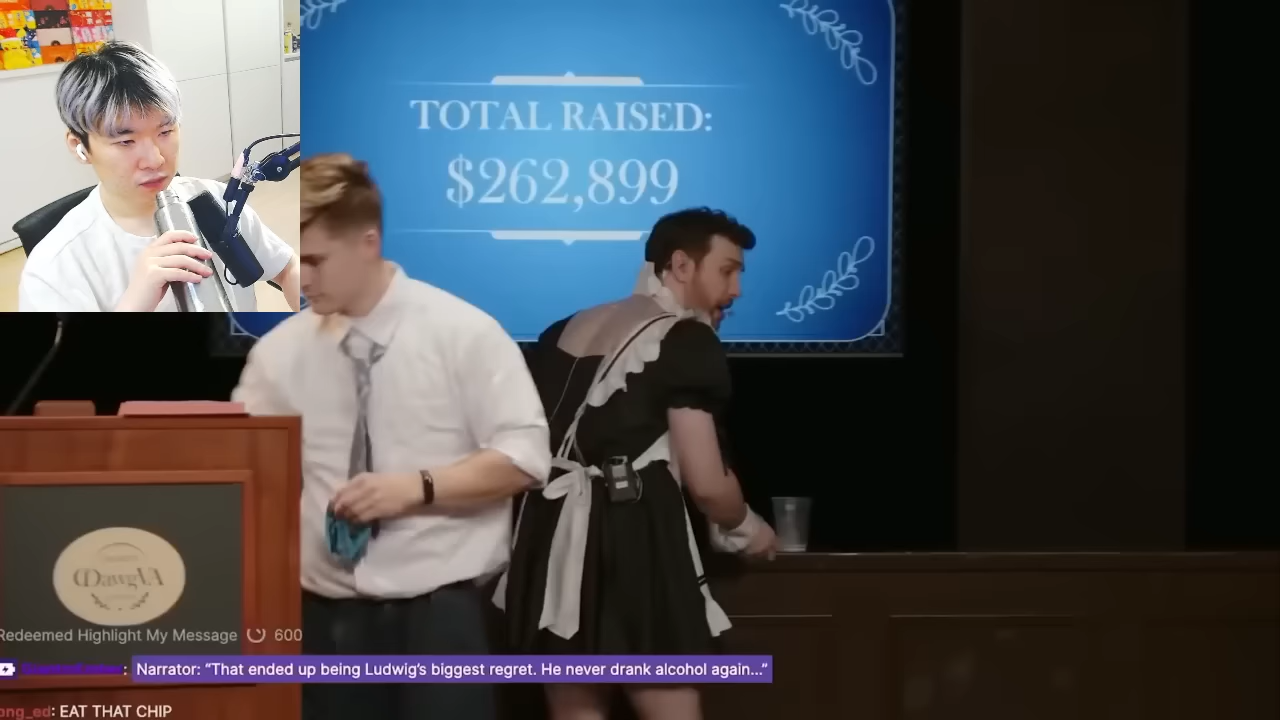 TOTAL RAISED:
$262,899
DawgVA
Redeemed Highlight My Message 600
: Narrator: “That ended up being Ludwig’s biggest regret. He never drank alcohol again...”
ong_ed: EAT THAT CHIP